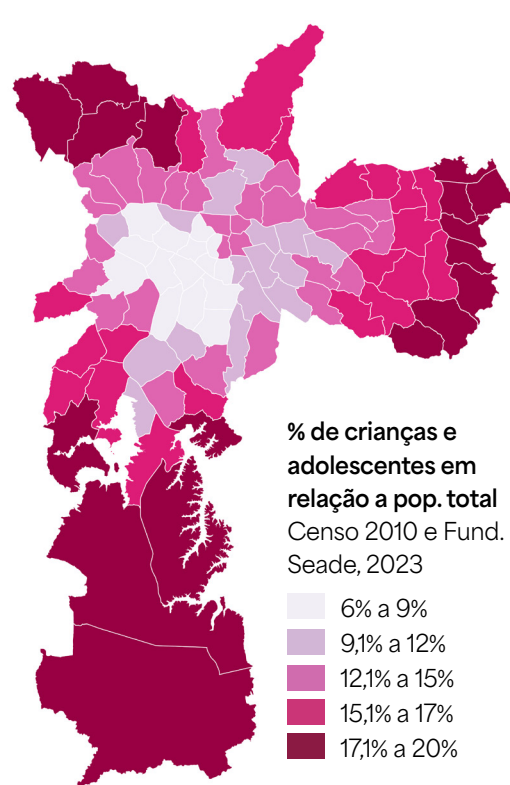 % de crianças e
adolescentes em
relação a pop. total
Censo 2010 e Fund.
Seade, 2023
6% a 9%
9,1% a 12%
12,1% a 15%
15,1% a 17%
17,1% a 20%